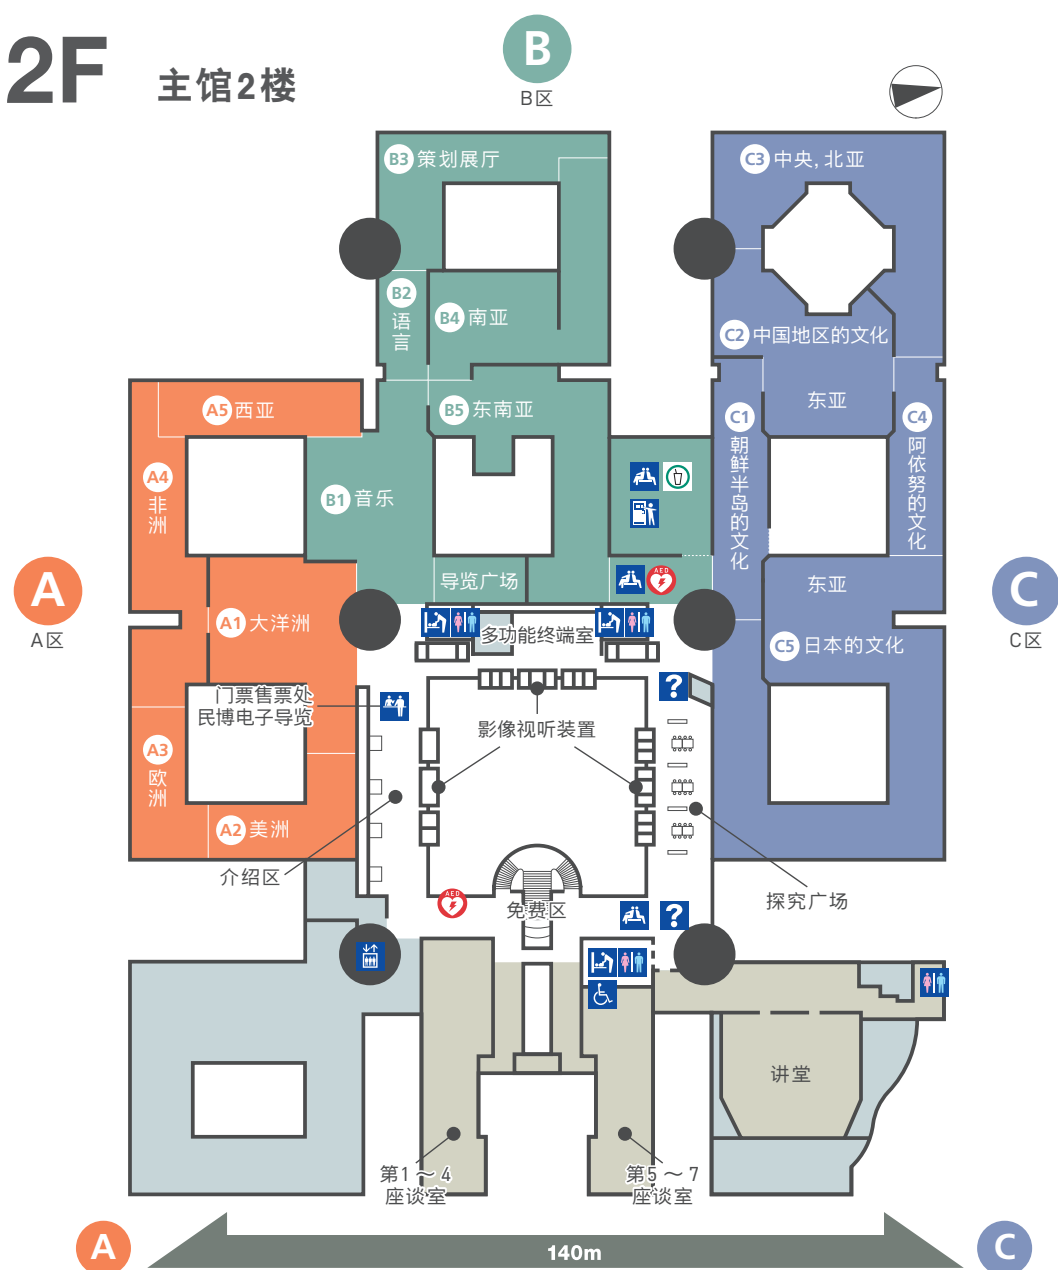 2F 主馆2楼
B
B区
B3 策划展厅
C3 中央, 北亚
B2
语言
B4 南亚
C2 中国地区的文化
A5 西亚
B5 东南亚
东亚
C1
朝鲜半岛的文化
C4
阿依努的文化
A4
非洲
B1 音乐
AED
导览广场
东亚
A
A区
C
C区
A1 大洋洲
多功能终端室
C5 日本的文化
?
门票售票处
民博电子导览
影像视听装置
A3
欧洲
A2 美洲
介绍区
探究广场
AED
免费区
?
讲堂
第1～4
座谈室
第5～7
座谈室
A
140m
C